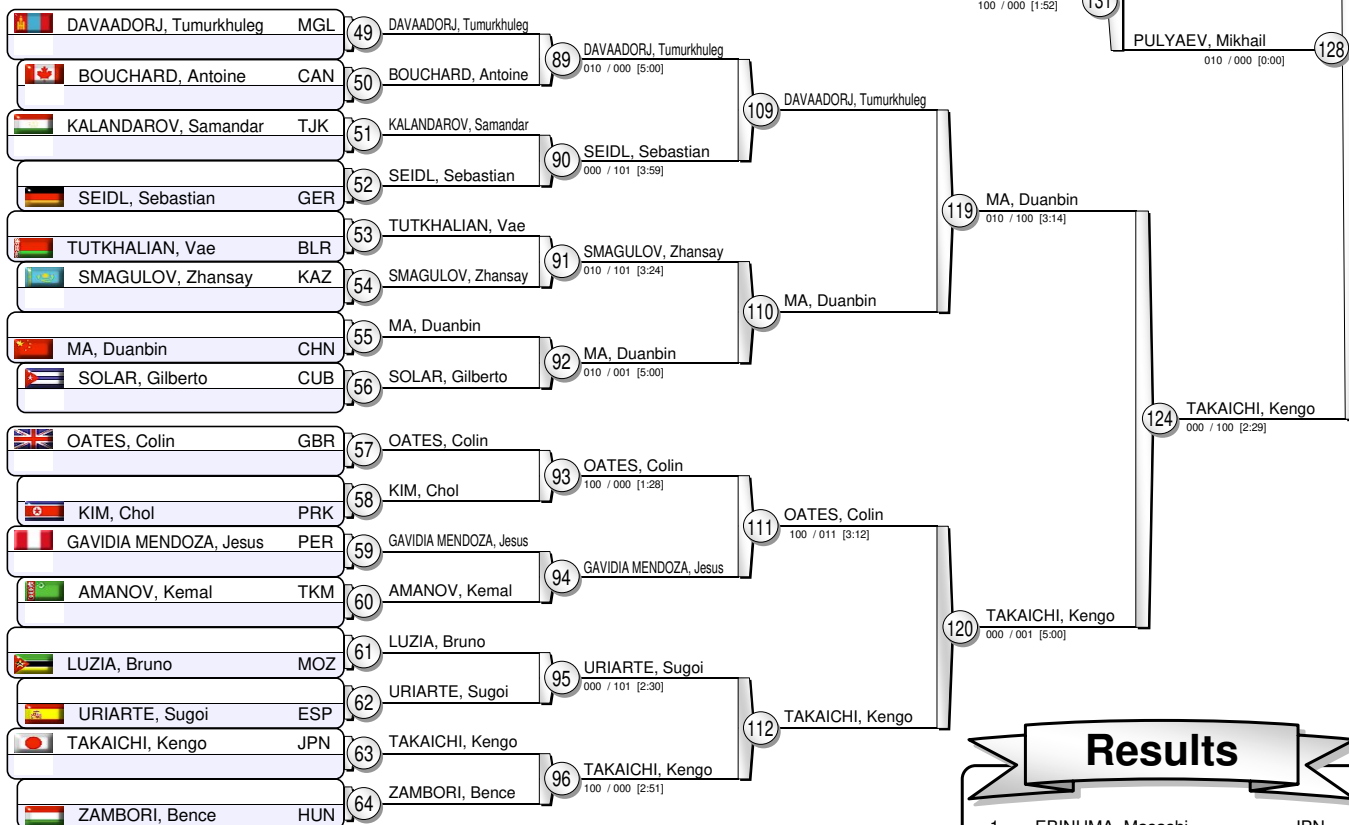 100 / 000 [1:52]
131
PULYAEV, Mikhail
010 / 000 [0:00]
128
DAVAADORJ, Tumurkhuleg MGL
49
DAVAADORJ, Tumurkhuleg
89
DAVAADORJ, Tumurkhuleg
010 / 000 [5:00]
BOUCHARD, Antoine CAN
50
BOUCHARD, Antoine
109
DAVAADORJ, Tumurkhuleg
KALANDAROV, Samandar TJK
51
KALANDAROV, Samandar
90
SEIDL, Sebastian
000 / 101 [3:59]
SEIDL, Sebastian GER
52
SEIDL, Sebastian
119
MA, Duanbin
010 / 100 [3:14]
TUTKHALIAN, Vae BLR
53
TUTKHALIAN, Vae
91
SMAGULOV, Zhansay
010 / 101 [3:24]
SMAGULOV, Zhansay KAZ
54
SMAGULOV, Zhansay
110
MA, Duanbin
MA, Duanbin CHN
55
MA, Duanbin
92
MA, Duanbin
010 / 001 [5:00]
SOLAR, Gilberto CUB
56
SOLAR, Gilberto
124
TAKAICHI, Kengo
000 / 100 [2:29]
OATES, Colin GBR
57
OATES, Colin
93
OATES, Colin
100 / 000 [1:28]
KIM, Chol PRK
58
KIM, Chol
111
OATES, Colin
100 / 011 [3:12]
GAVIDIA MENDOZA, Jesus PER
59
GAVIDIA MENDOZA, Jesus
94
GAVIDIA MENDOZA, Jesus
AMANOV, Kemal TKM
60
AMANOV, Kemal
120
TAKAICHI, Kengo
000 / 001 [5:00]
LUZIA, Bruno MOZ
61
LUZIA, Bruno
95
URIARTE, Sugoi
000 / 101 [2:30]
URIARTE, Sugoi ESP
62
URIARTE, Sugoi
112
TAKAICHI, Kengo
TAKAICHI, Kengo JPN
63
TAKAICHI, Kengo
96
TAKAICHI, Kengo
100 / 000 [2:51]
ZAMBORI, Bence HUN
64
ZAMBORI, Bence
Results